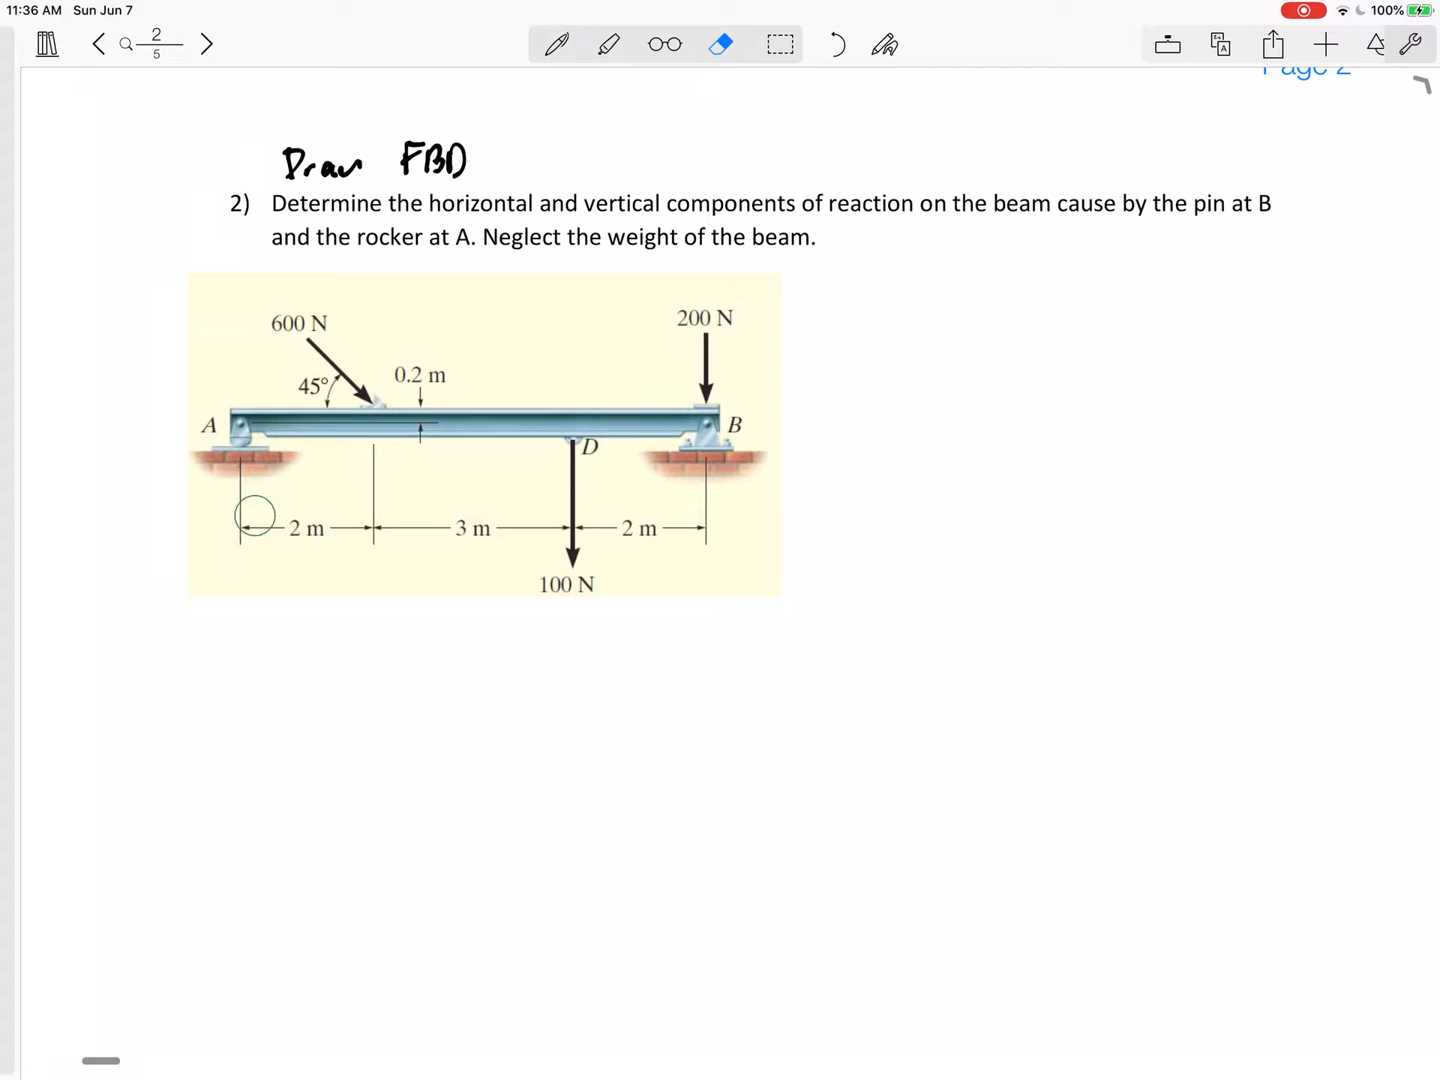 11:36 AM Sun Jun 7
100%
2
5
Page 2
Draw FBD
2) Determine the horizontal and vertical components of reaction on the beam cause by the pin at B
and the rocker at A. Neglect the weight of the beam.
600 N
200 N
45°
0.2 m
A
B
D
2 m
3 m
2 m
100 N